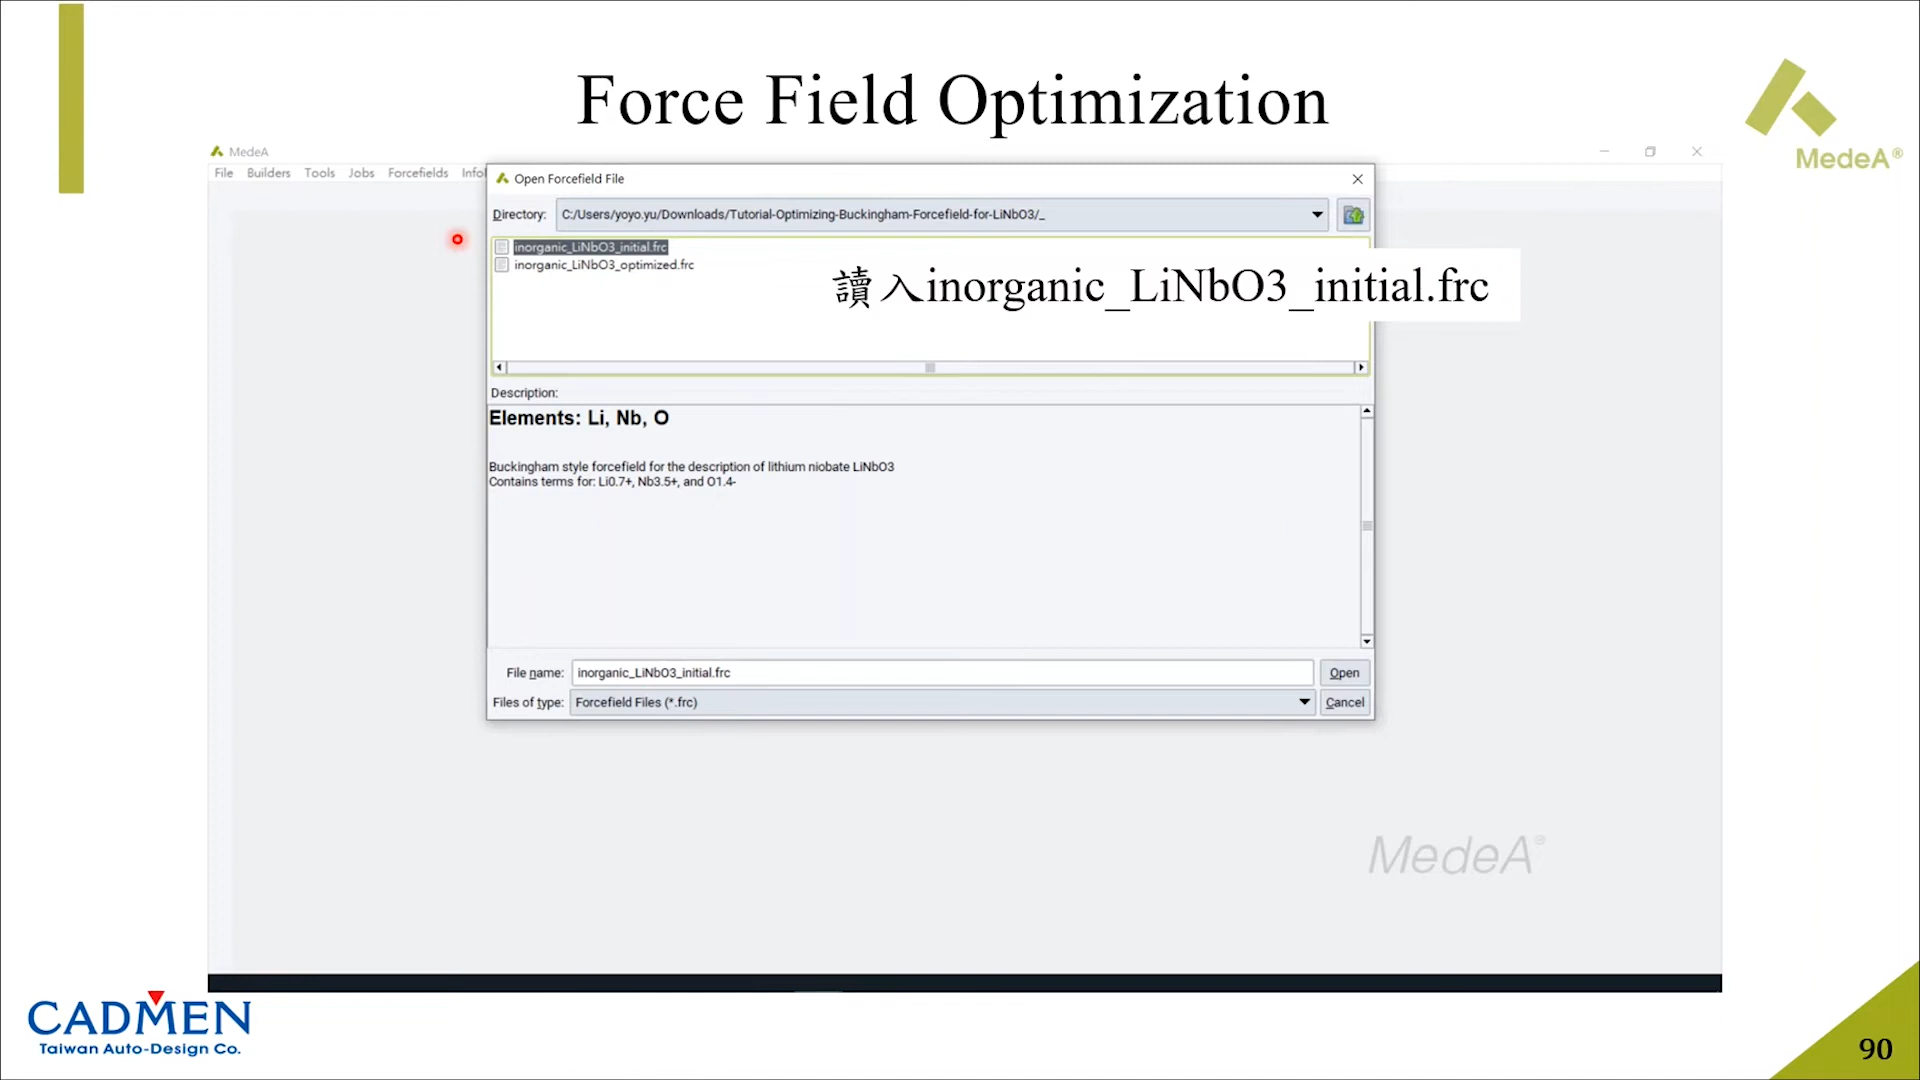 Force Field Optimization
MedeA®
MedeA
File Builders Tools Jobs Forcefields
Open Forcefield File
Directory: C:/Users/yoyo.yu/Downloads/Tutorial-Optimizing-Buckingham-Forcefield-for-LiNbO3/_
inorganic_LiNbO3_initial.frc
inorganic_LiNbO3_optimized.frc
讀入inorganic_LiNbO3_initial.frc
Description:
Elements: Li, Nb, O
Buckingham style forcefield for the description of lithium niobate LiNbO3
Contains terms for: Li0.7+, Nb3.5+, and O1.4-
File name: inorganic_LiNbO3_initial.frc Open
Files of type: Forcefield Files (*.frc) Cancel
MedeA®
CADMEN
Taiwan Auto-Design Co.
90